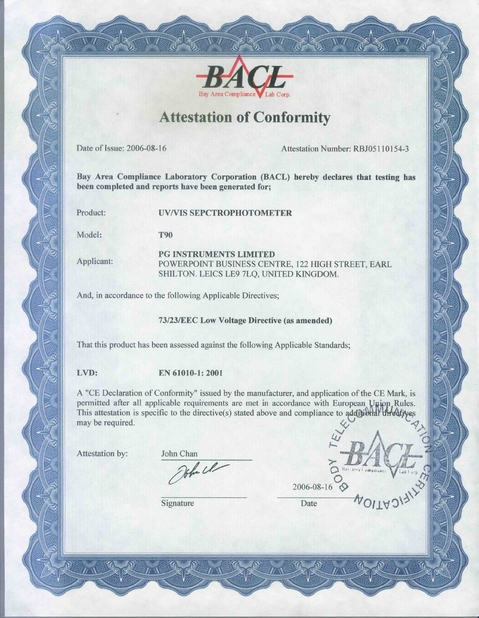 BACL
Bay Area Compliance Lab Corp.
Attestation of Conformity
Date of Issue: 2006-08-16 Attestation Number: RBJ05110154-3
Bay Area Compliance Laboratory Corporation (BACL) hereby declares that testing has
been completed and reports have been generated for;
Product: UV/VIS SEPCTROPHOTOMETER
Model: T90
Applicant: PG INSTRUMENTS LIMITED
POWERPOINT BUSINESS CENTRE, 122 HIGH STREET, EARL
SHILTON. LEICS LE9 7LQ, UNITED KINGDOM.
And, in accordance to the following Applicable Directives;
73/23/EEC Low Voltage Directive (as amended)
That this product has been assessed against the following Applicable Standards;
LVD: EN 61010-1: 2001
A "CE Declaration of Conformity" issued by the manufacturer, and application of the CE Mark, is
permitted after all applicable requirements are met in accordance with European Union Rules.
This attestation is specific to the directive(s) stated above and compliance to additional directives
may be required.
Attestation by: John Chan
Signature
2006-08-16
Date
TELECOMMUNICATION CERTIFICATION BODY
BACL
Bay Area Compliance Lab Corp.